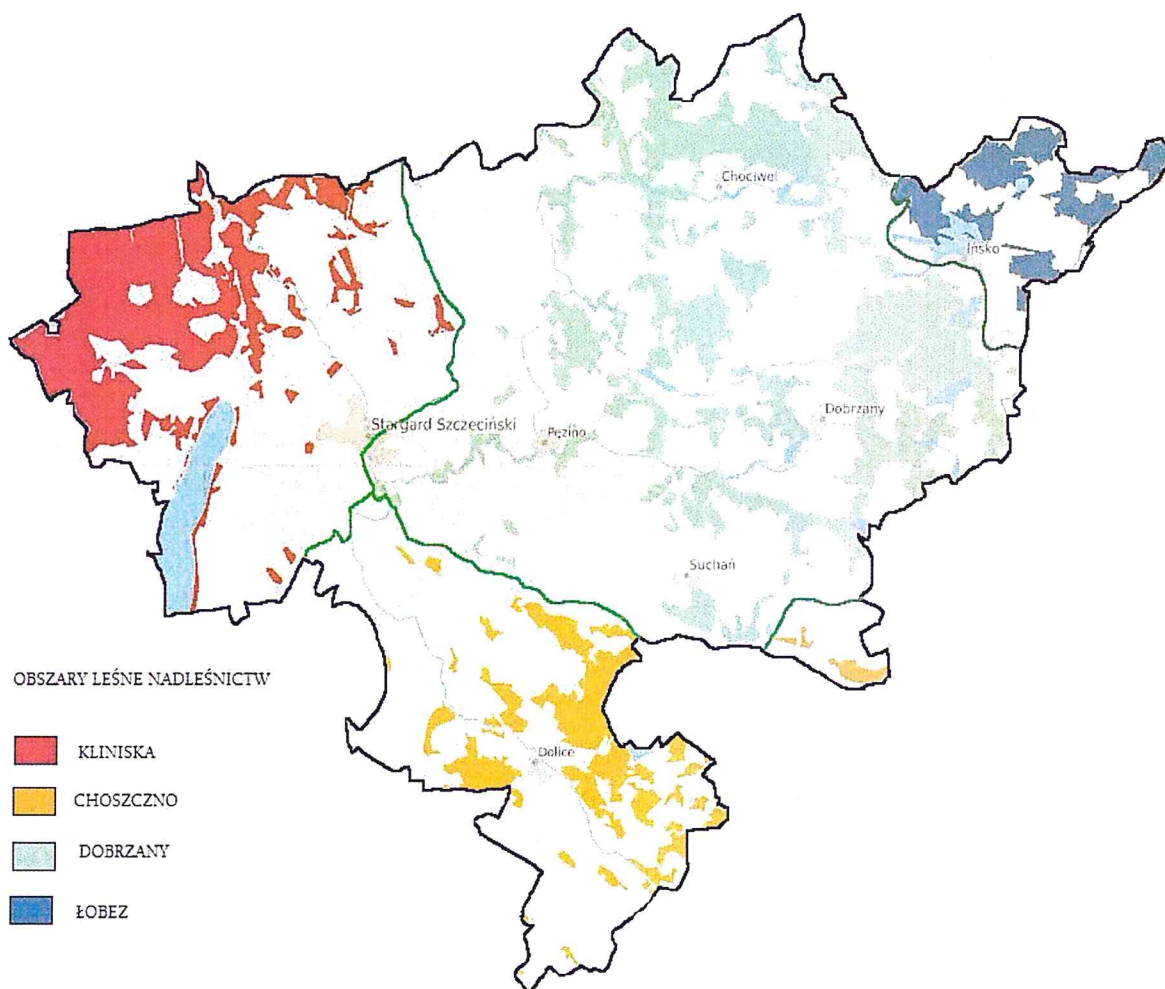 Chociwel
Ińsko
Dobrzany
Stargard Szczeciński
Pęzino
Suchań
OBSZARY LEŚNE NADLEŚNICTW
KLINISKA
Dolice
CHOSZCZNO
DOBRZANY
ŁOBEZ